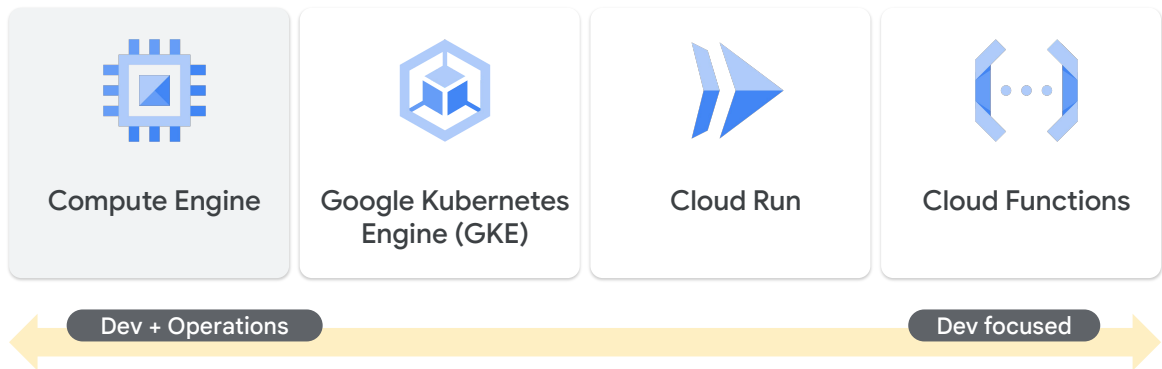 Compute Engine
Google Kubernetes
Engine (GKE)
Cloud Run
Cloud Functions
Dev + Operations
Dev focused